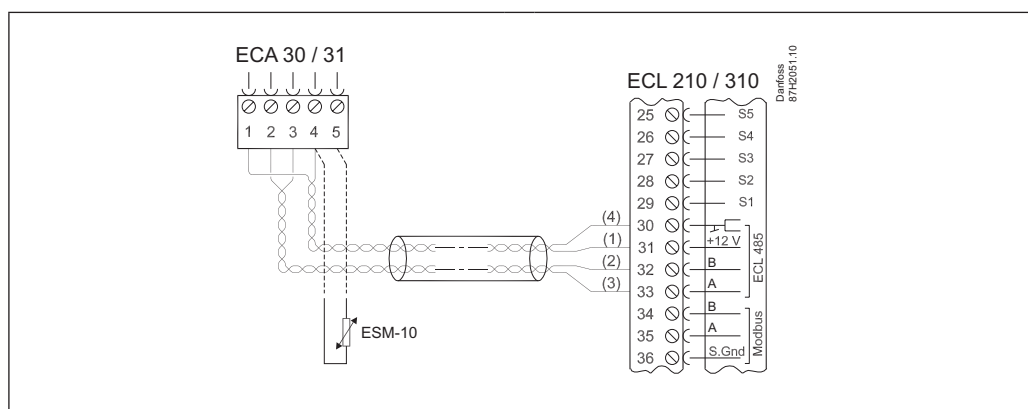 ECA 30 / 31
1 2 3 4 5
ESM-10
(4)
(1)
(2)
(3)
ECL 210 / 310
Danfoss
87H2051.10
25 S5
26 S4
27 S3
28 S2
29 S1
30
31 +12 V
32 B
33 A
ECL 485
34 B
35 A
36 S.Gnd
Modbus